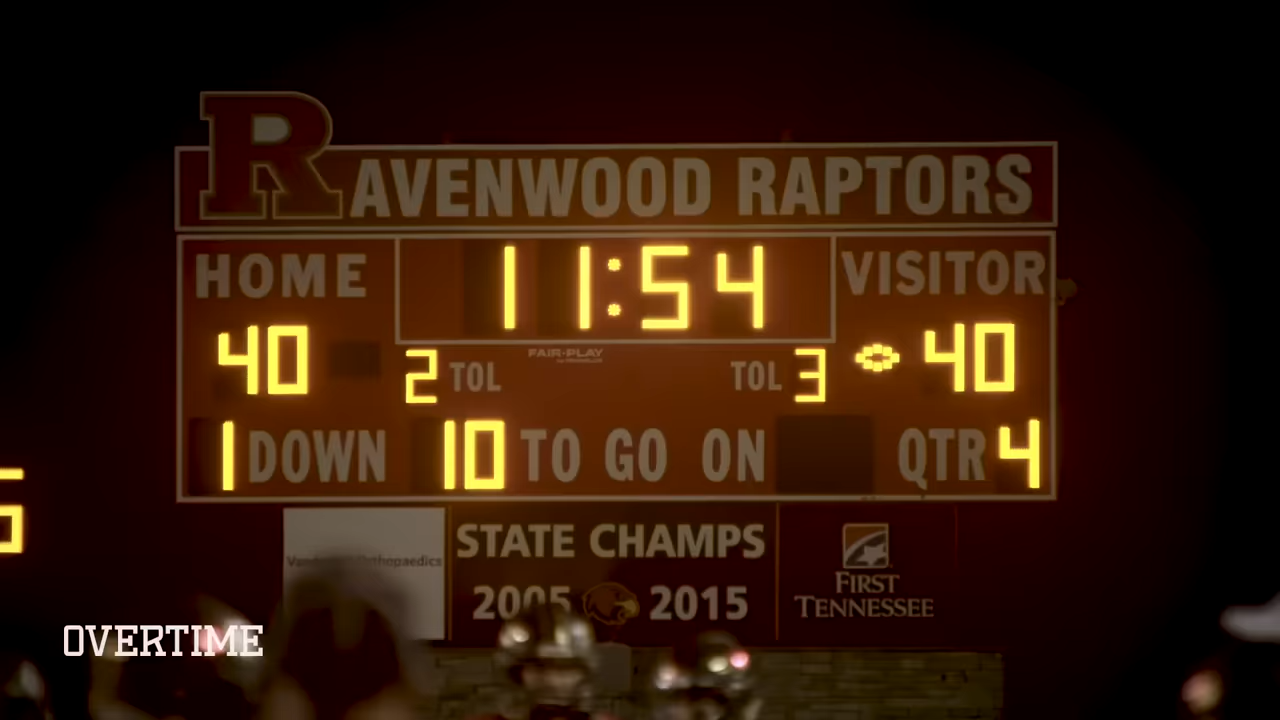 RAVENWOOD RAPTORS
HOME 11:54 VISITOR
40 2 TOL FAIR-PLAY TOL 3 40
1 DOWN 10 TO GO ON QTR 4
STATE CHAMPS
2005 2015
Orthopaedics
FIRST
TENNESSEE
OVERTIME